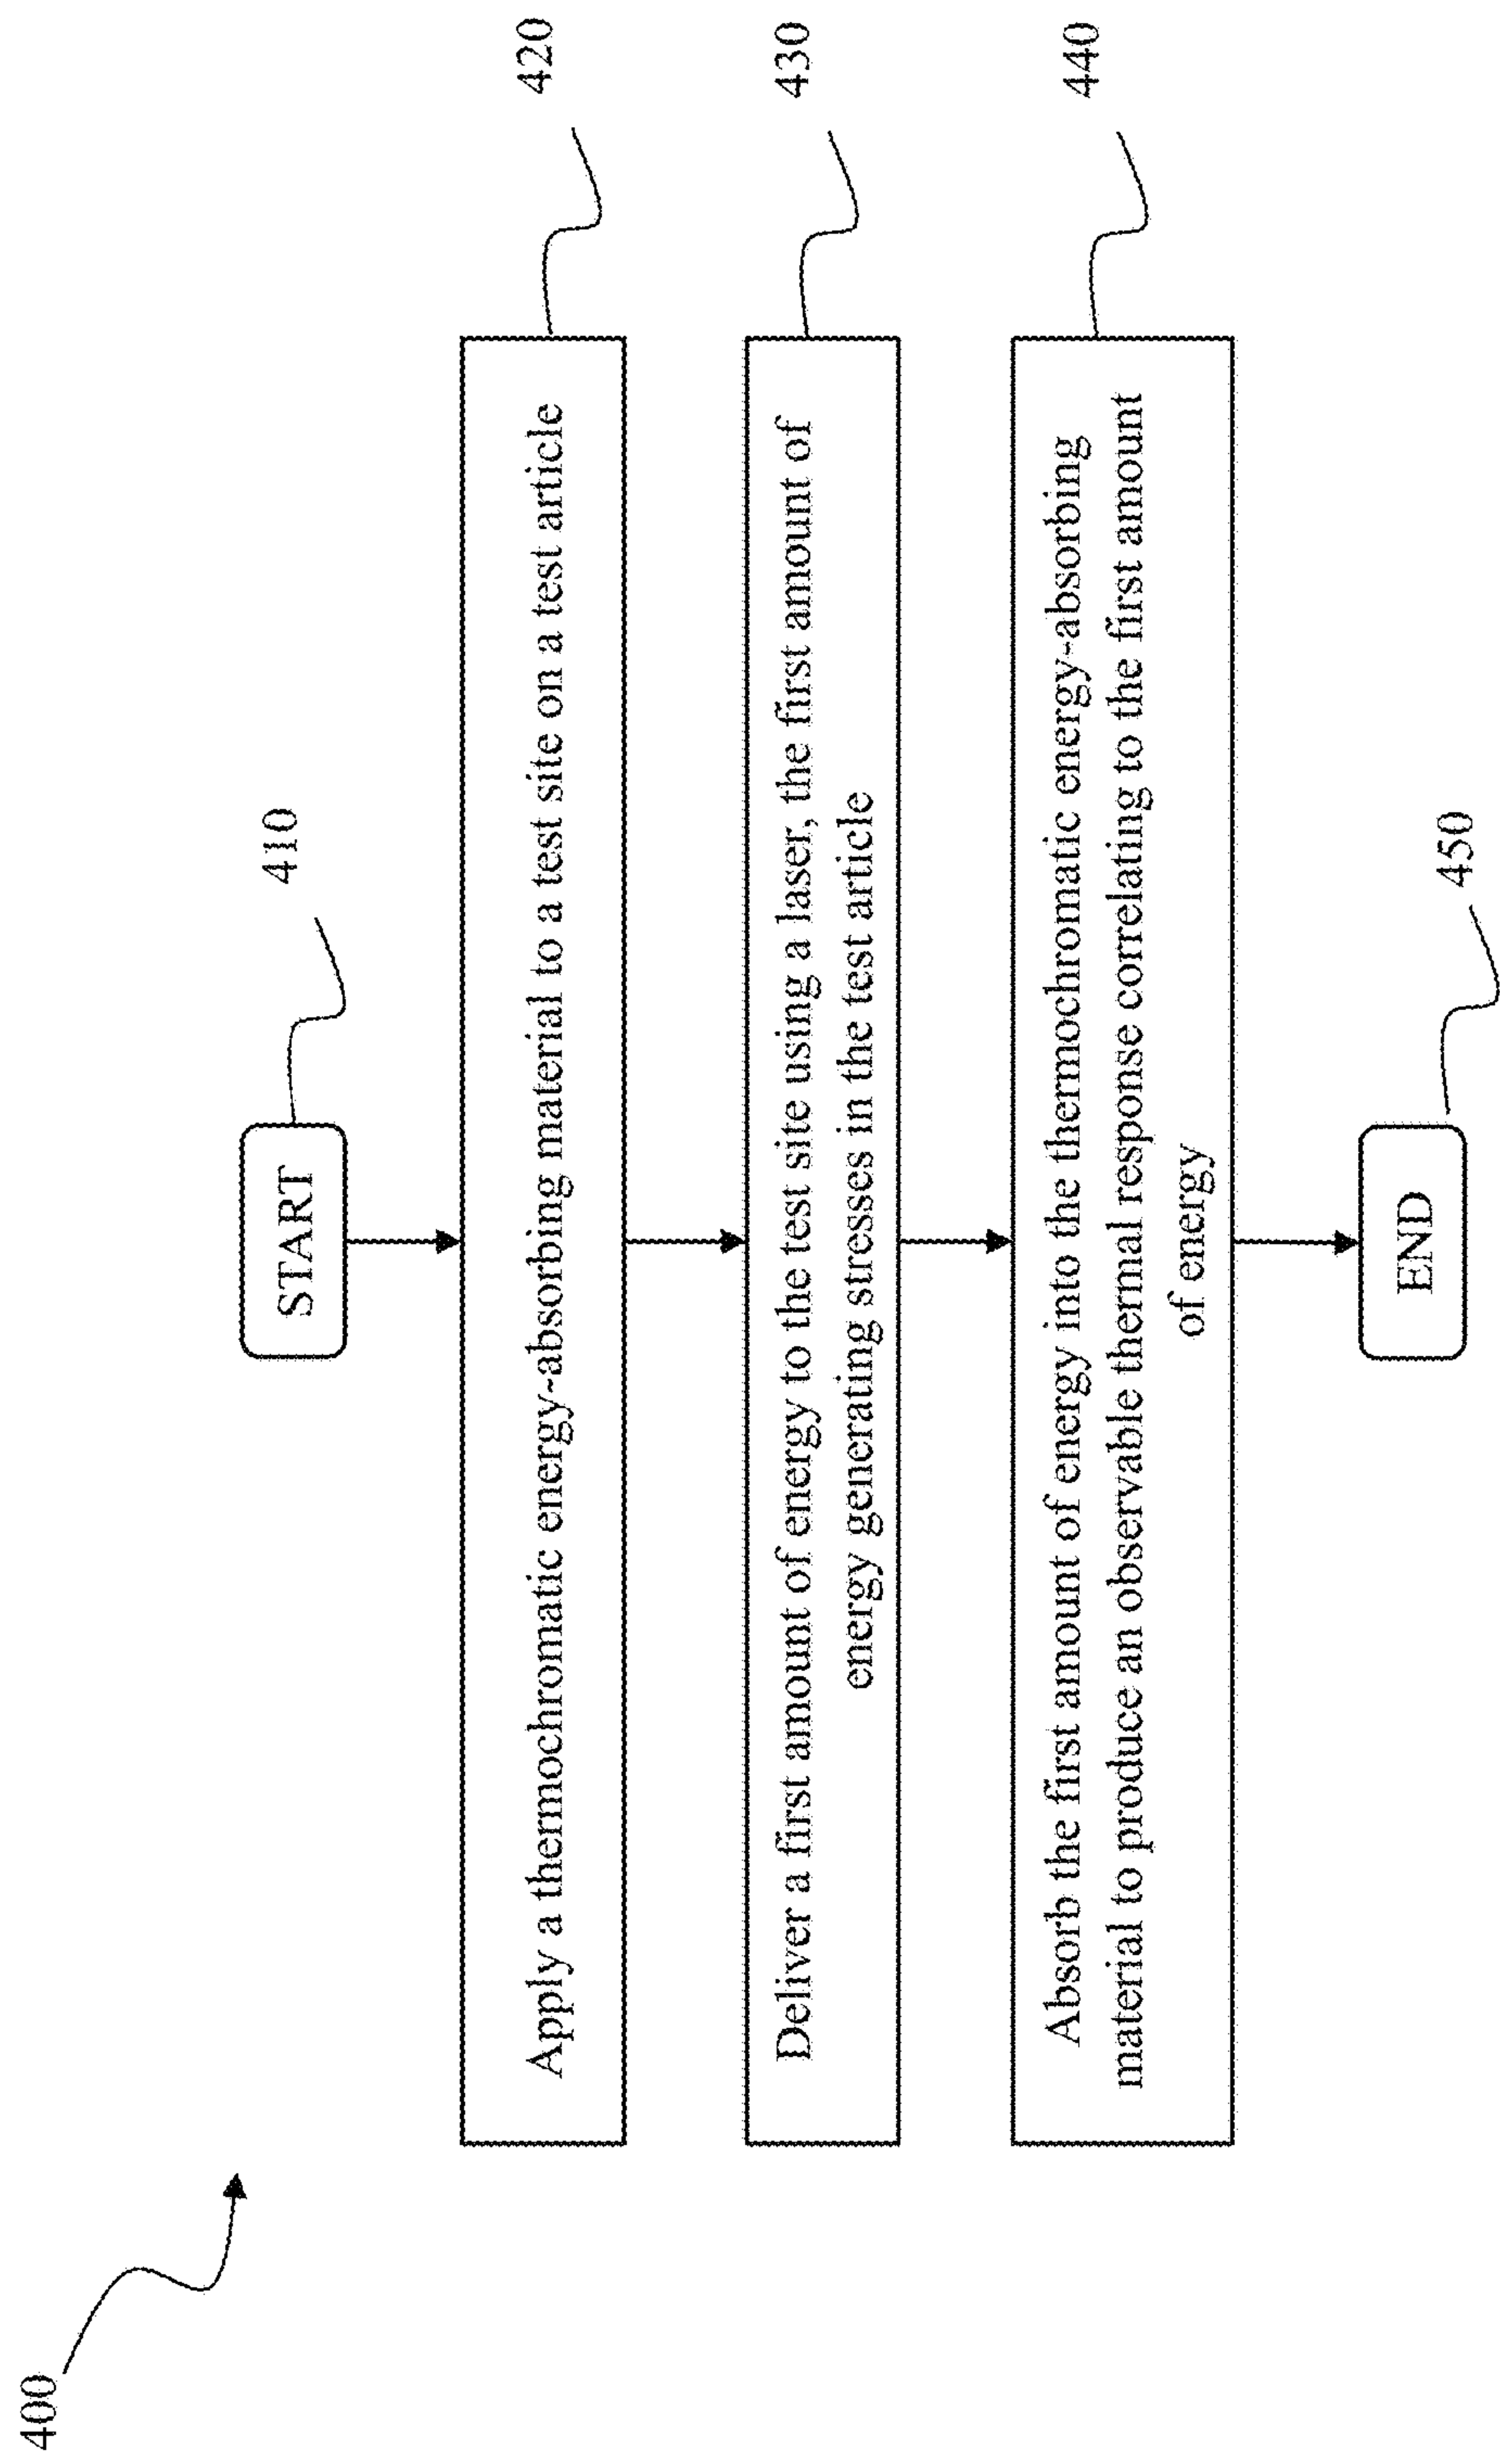 400
START
410
Apply a thermochromatic energy-absorbing material to a test site on a test article
420
Deliver a first amount of energy to the test site using a laser, the first amount of
energy generating stresses in the test article
430
Absorb the first amount of energy into the thermochromatic energy-absorbing
material to produce an observable thermal response correlating to the first amount
of energy
440
END
450